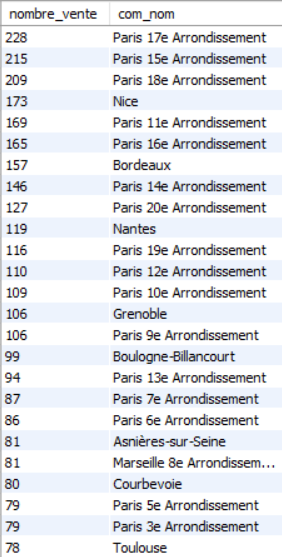 nombre_vente com_nom
228 Paris 17e Arrondissement
215 Paris 15e Arrondissement
209 Paris 18e Arrondissement
173 Nice
169 Paris 11e Arrondissement
165 Paris 16e Arrondissement
157 Bordeaux
146 Paris 14e Arrondissement
127 Paris 20e Arrondissement
119 Nantes
116 Paris 19e Arrondissement
110 Paris 12e Arrondissement
109 Paris 10e Arrondissement
106 Grenoble
106 Paris 9e Arrondissement
99 Boulogne-Billancourt
94 Paris 13e Arrondissement
87 Paris 7e Arrondissement
86 Paris 6e Arrondissement
81 Asnières-sur-Seine
81 Marseille 8e Arrondissem...
80 Courbevoie
79 Paris 5e Arrondissement
79 Paris 3e Arrondissement
78 Toulouse